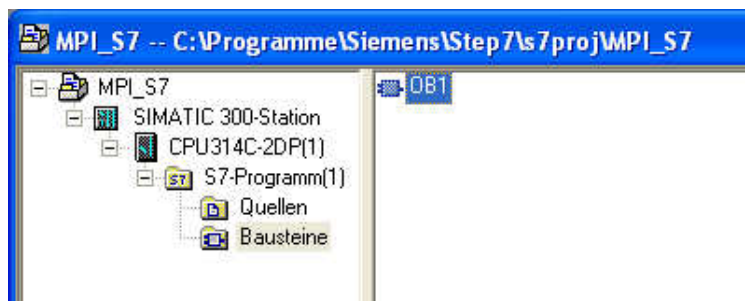 MPI_S7 -- C:\Programme\Siemens\Step7\s7proj\MPI_S7
MPI_S7
SIMATIC 300-Station
CPU314C-2DP(1)
S7 S7-Programm(1)
Quellen
Bausteine
OB1